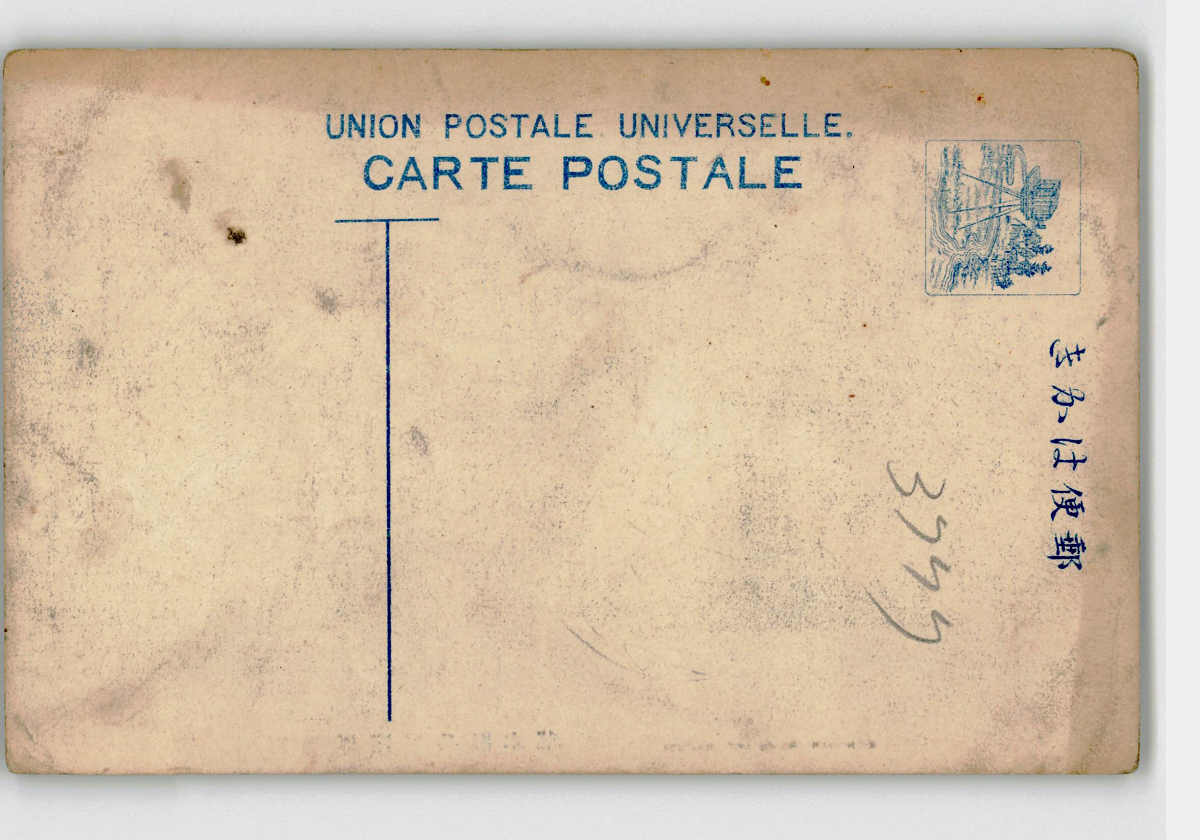 UNION POSTALE UNIVERSELLE.
CARTE POSTALE
郵便はかき